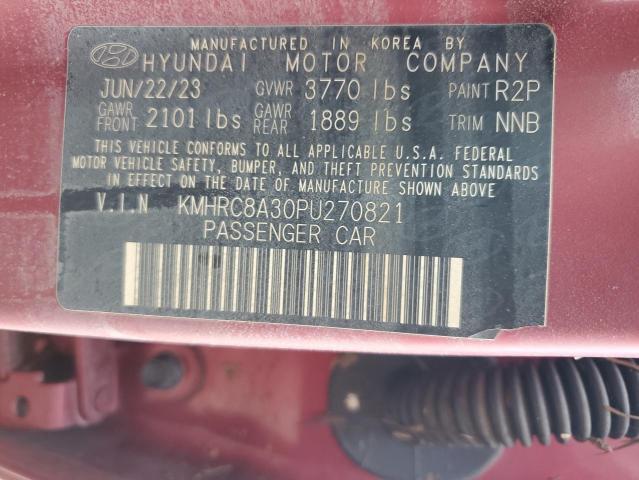 MANUFACTURED IN KOREA BY
HYUNDAI MOTOR COMPANY
JUN/22/23 GVWR 3770 lbs PAINT R2P
GAWR FRONT 2101 lbs GAWR REAR 1889 lbs TRIM NNB
THIS VEHICLE CONFORMS TO ALL APPLICABLE U.S.A. FEDERAL
MOTOR VEHICLE SAFETY, BUMPER, AND THEFT PREVENTION STANDARDS
IN EFFECT ON THE DATE OF MANUFACTURE SHOWN ABOVE
V.I.N KMHRC8A30PU270821
PASSENGER CAR